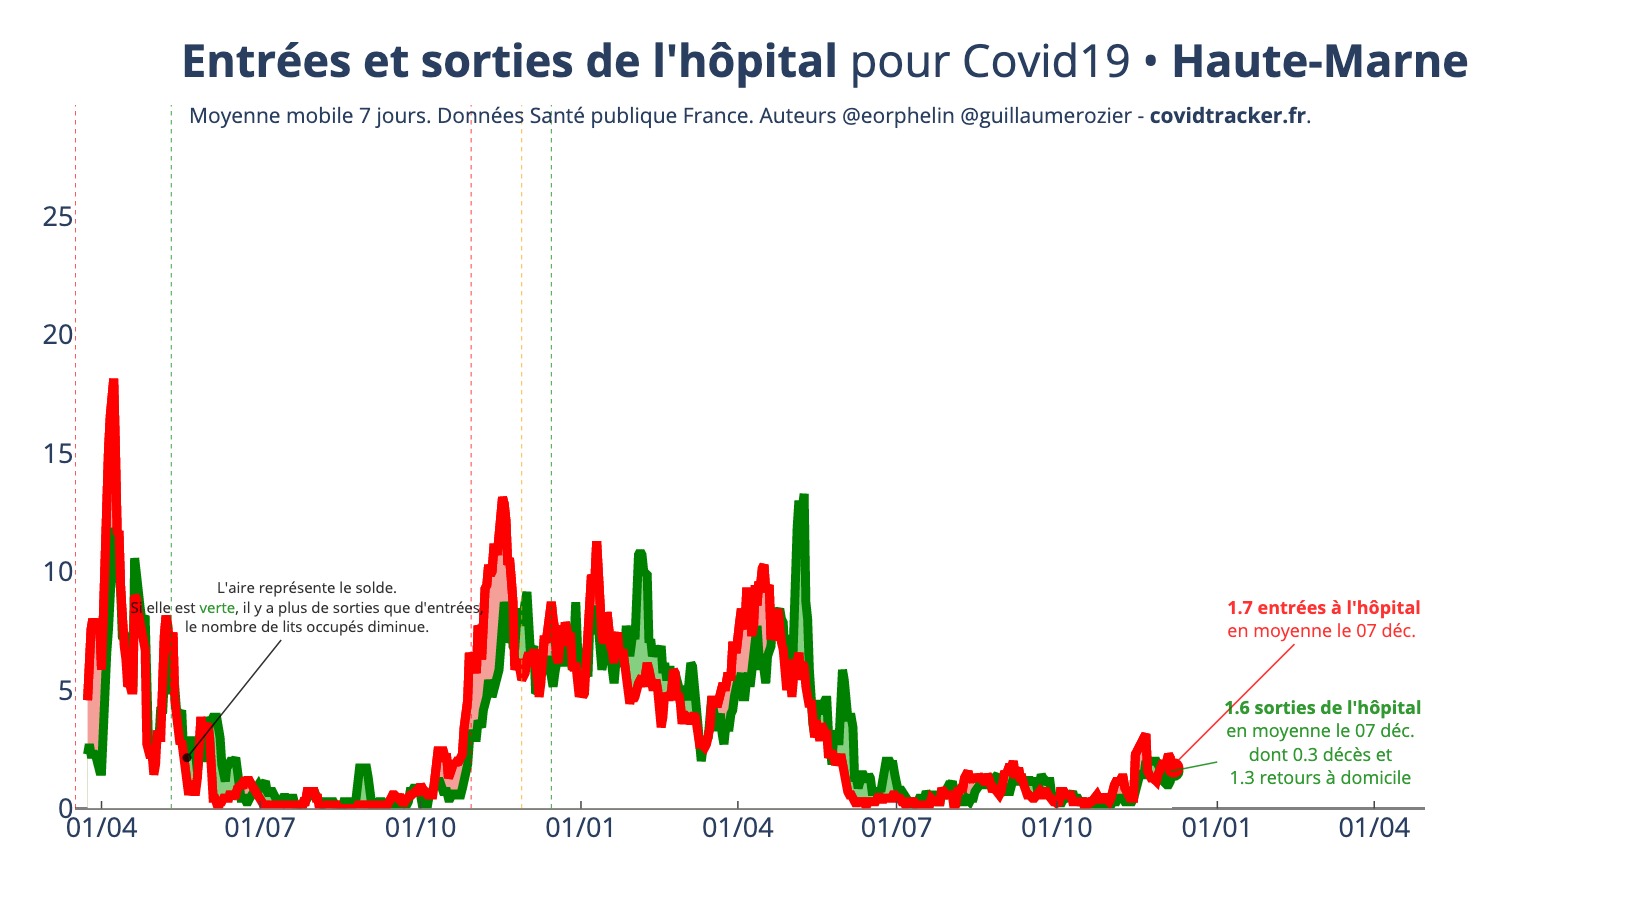 Entrées et sorties de l'hôpital pour Covid19 • Haute-Marne
Moyenne mobile 7 jours. Données Santé publique France. Auteurs @eorphelin @guillaumerozier - covidtracker.fr.
25
20
15
10
5
0
L'aire représente le solde.
Si elle est verte, il y a plus de sorties que d'entrées,
le nombre de lits occupés diminue.
1.7 entrées à l'hôpital
en moyenne le 07 déc.
1.6 sorties de l'hôpital
en moyenne le 07 déc.
dont 0.3 décès et
1.3 retours à domicile
01/04 01/07 01/10 01/01 01/04 01/07 01/10 01/01 01/04